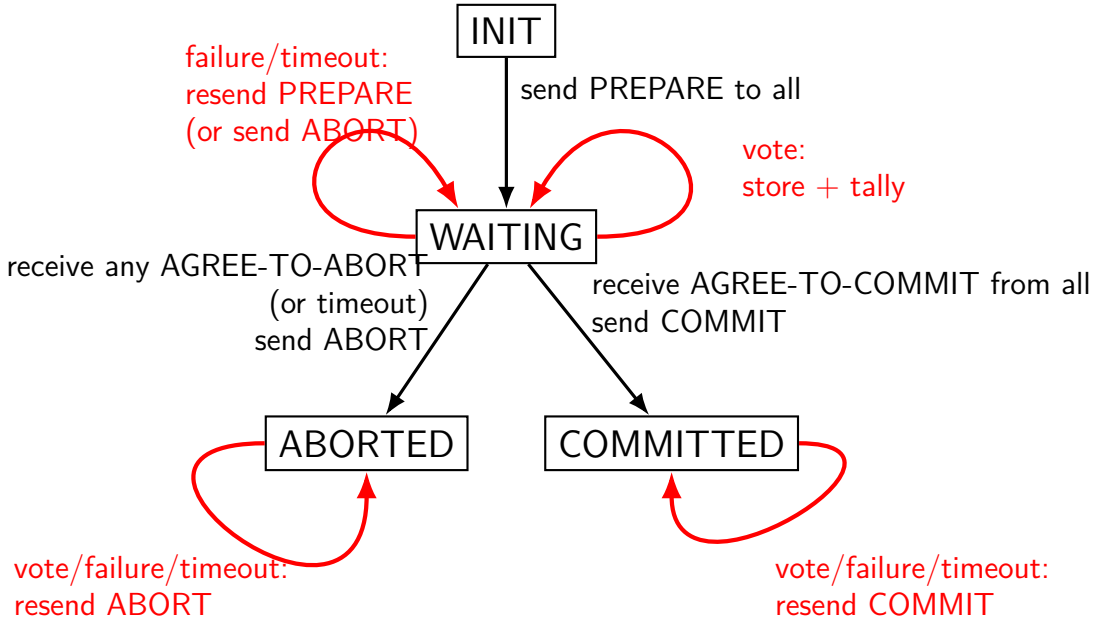 INIT
failure/timeout:
resend PREPARE
(or send ABORT)
send PREPARE to all
vote:
store + tally
WAITING
receive any AGREE-TO-ABORT
(or timeout)
send ABORT
receive AGREE-TO-COMMIT from all
send COMMIT
ABORTED
COMMITTED
vote/failure/timeout:
resend ABORT
vote/failure/timeout:
resend COMMIT